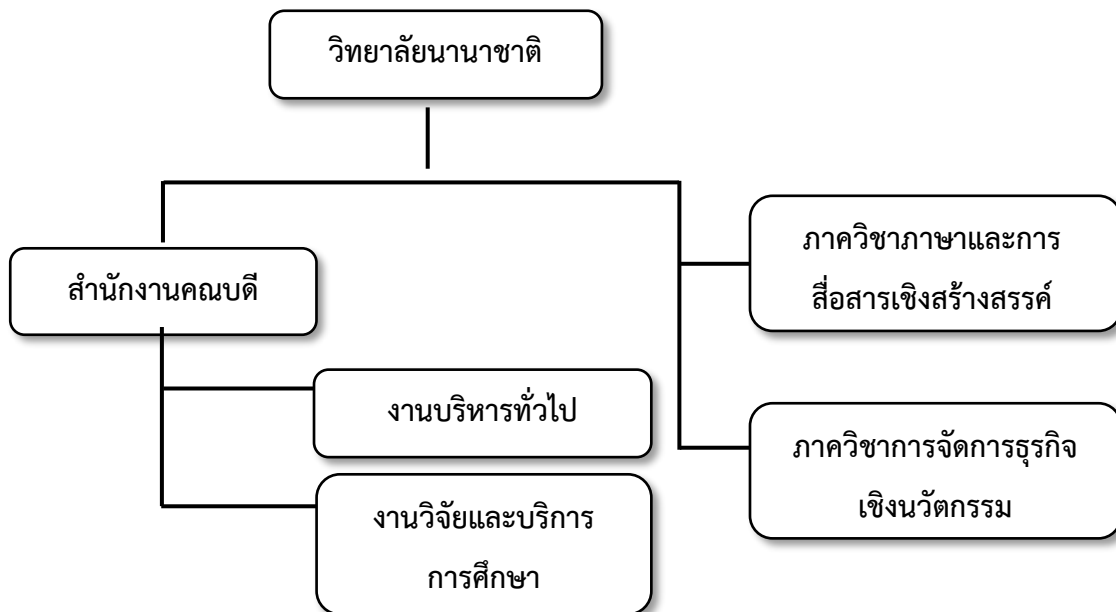 วิทยาลัยนานาชาติ
สำนักงานคณบดี
งานบริหารทั่วไป
งานวิจัยและบริการ
การศึกษา
ภาควิชาภาษาและการ
สื่อสารเชิงสร้างสรรค์
ภาควิชาการจัดการธุรกิจ
เชิงนวัตกรรม